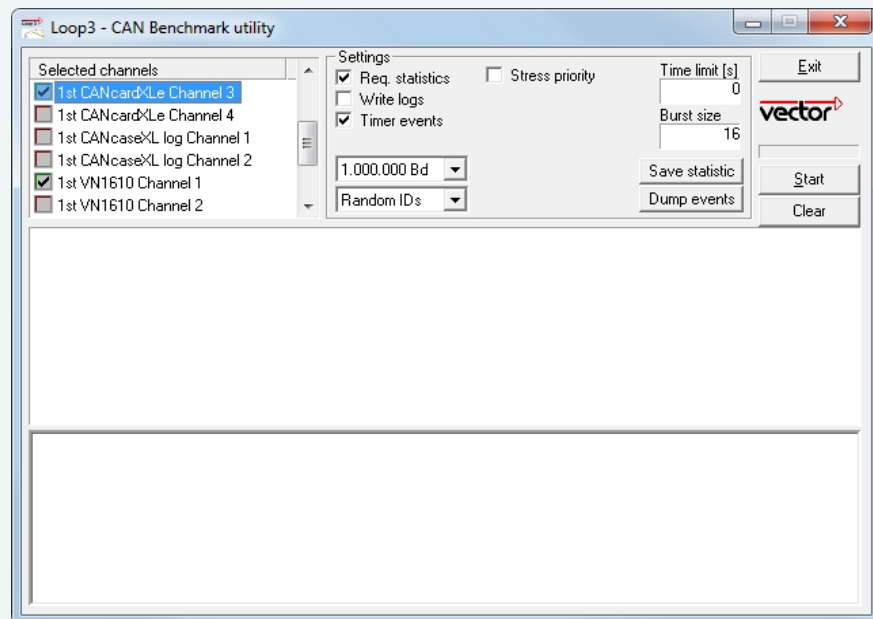 Loop3 - CAN Benchmark utility
Selected channels
1st CANcardXLe Channel 3
1st CANcardXLe Channel 4
1st CANcaseXL log Channel 1
1st CANcaseXL log Channel 2
1st VN1610 Channel 1
1st VN1610 Channel 2
Settings
Req. statistics
Write logs
Timer events
Stress priority
1.000.000 Bd
Random IDs
Time limit [s]
0
Burst size
16
Save statistic
Dump events
Exit
vector
Start
Clear